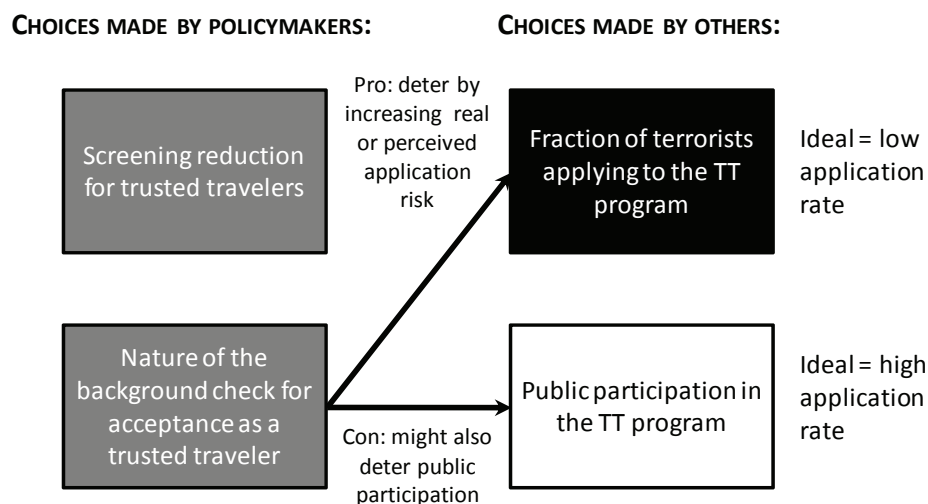 CHOICES MADE BY POLICYMAKERS:
CHOICES MADE BY OTHERS:
Screening reduction
for trusted travelers
Pro: deter by
increasing real
or perceived
application
risk
Fraction of terrorists
applying to the TT
program
Ideal = low
application
rate
Nature of the
background check for
acceptance as a
trusted traveler
Con: might also
deter public
participation
Public participation in
the TT program
Ideal = high
application
rate